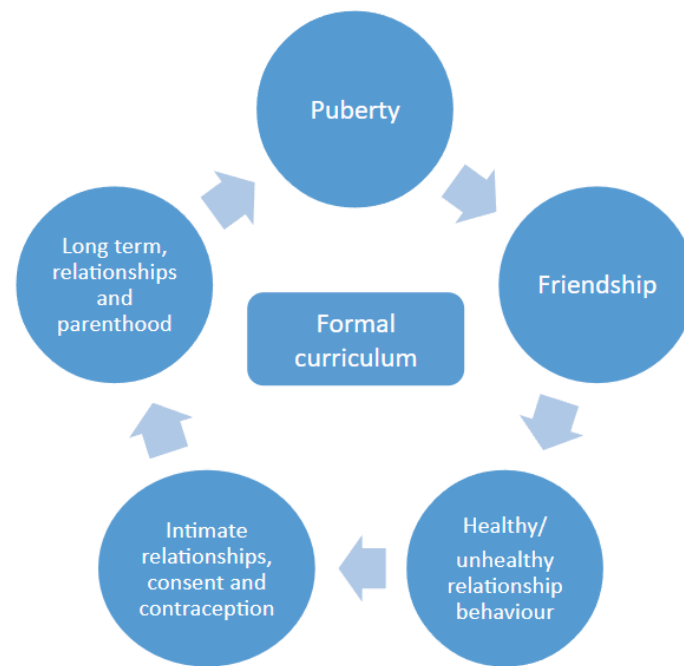 Puberty
Friendship
Healthy/
unhealthy
relationship
behaviour
Intimate
relationships,
consent and
contraception
Long term,
relationships
and
parenthood
Formal
curriculum